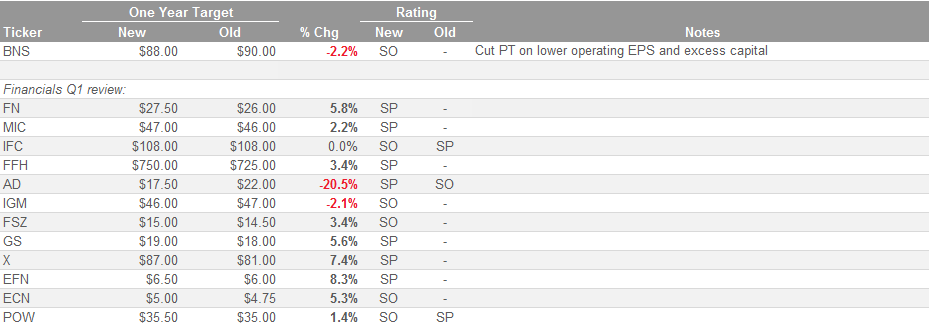 One Year Target Rating
Ticker New Old % Chg New Old Notes
BNS $88.00 $90.00 -2.2% SO - Cut PT on lower operating EPS and excess capital
Financials Q1 review:
FN $27.50 $26.00 5.8% SP -
MIC $47.00 $46.00 2.2% SP -
IFC $108.00 $108.00 0.0% SO SP
FFH $750.00 $725.00 3.4% SP -
AD $17.50 $22.00 -20.5% SP SO
IGM $46.00 $47.00 -2.1% SO -
FSZ $15.00 $14.50 3.4% SO -
GS $19.00 $18.00 5.6% SP -
X $87.00 $81.00 7.4% SP -
EFN $6.50 $6.00 8.3% SP -
ECN $5.00 $4.75 5.3% SO -
POW $35.50 $35.00 1.4% SO SP